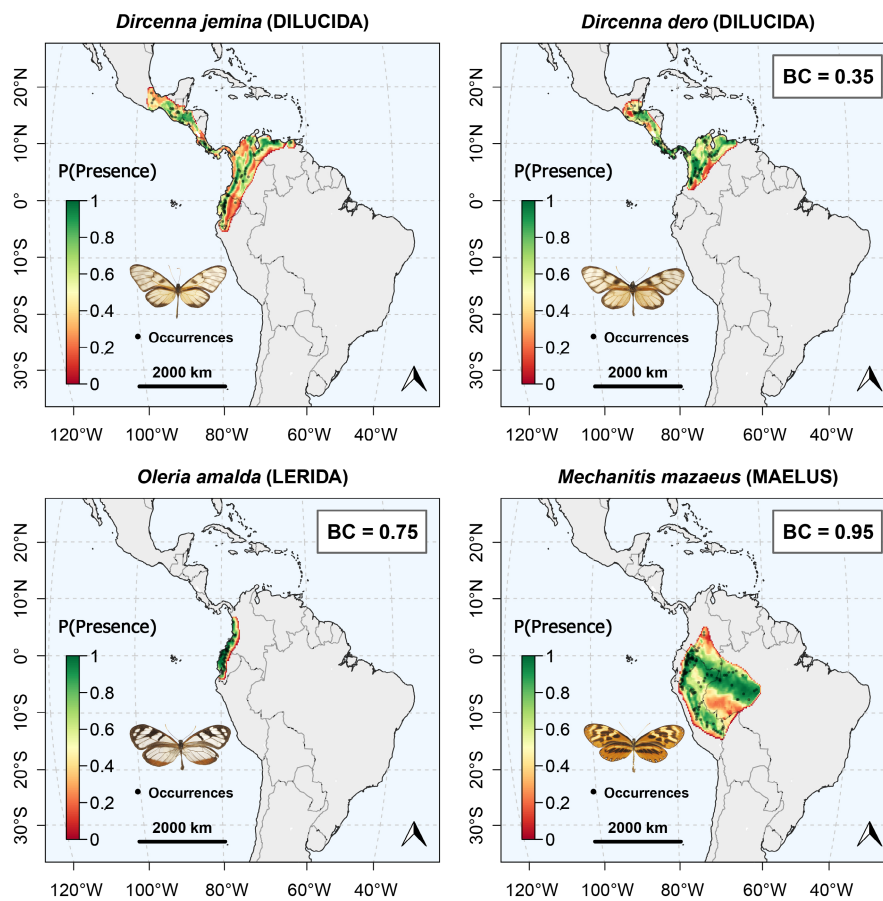 Dircenna jemina (DILUCIDA)
20°N
10°N
0°
10°S
20°S
30°S
P(Presence)
1
0.8
0.6
0.4
0.2
0
Occurrences
2000 km
120°W 100°W 80°W 60°W 40°W
Dircenna dero (DILUCIDA)
BC = 0.35
20°N
10°N
0°
10°S
20°S
30°S
P(Presence)
1
0.8
0.6
0.4
0.2
0
Occurrences
2000 km
120°W 100°W 80°W 60°W 40°W
Oleria amalda (LERIDA)
BC = 0.75
20°N
10°N
0°
10°S
20°S
30°S
P(Presence)
1
0.8
0.6
0.4
0.2
0
Occurrences
2000 km
120°W 100°W 80°W 60°W 40°W
Mechanitis mazaeus (MAELUS)
BC = 0.95
20°N
10°N
0°
10°S
20°S
30°S
P(Presence)
1
0.8
0.6
0.4
0.2
0
Occurrences
2000 km
120°W 100°W 80°W 60°W 40°W